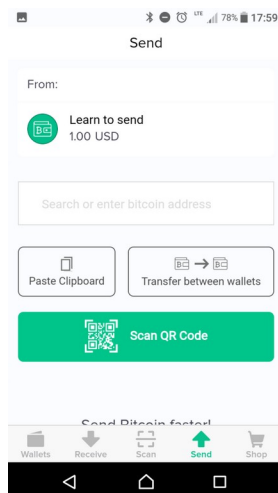 LTE 78% 17:59
Send
From:
Learn to send
1.00 USD
Search or enter bitcoin address
Paste Clipboard
Transfer between wallets
Scan QR Code
Send Bitcoin faster!
Wallets Receive Scan Send Shop